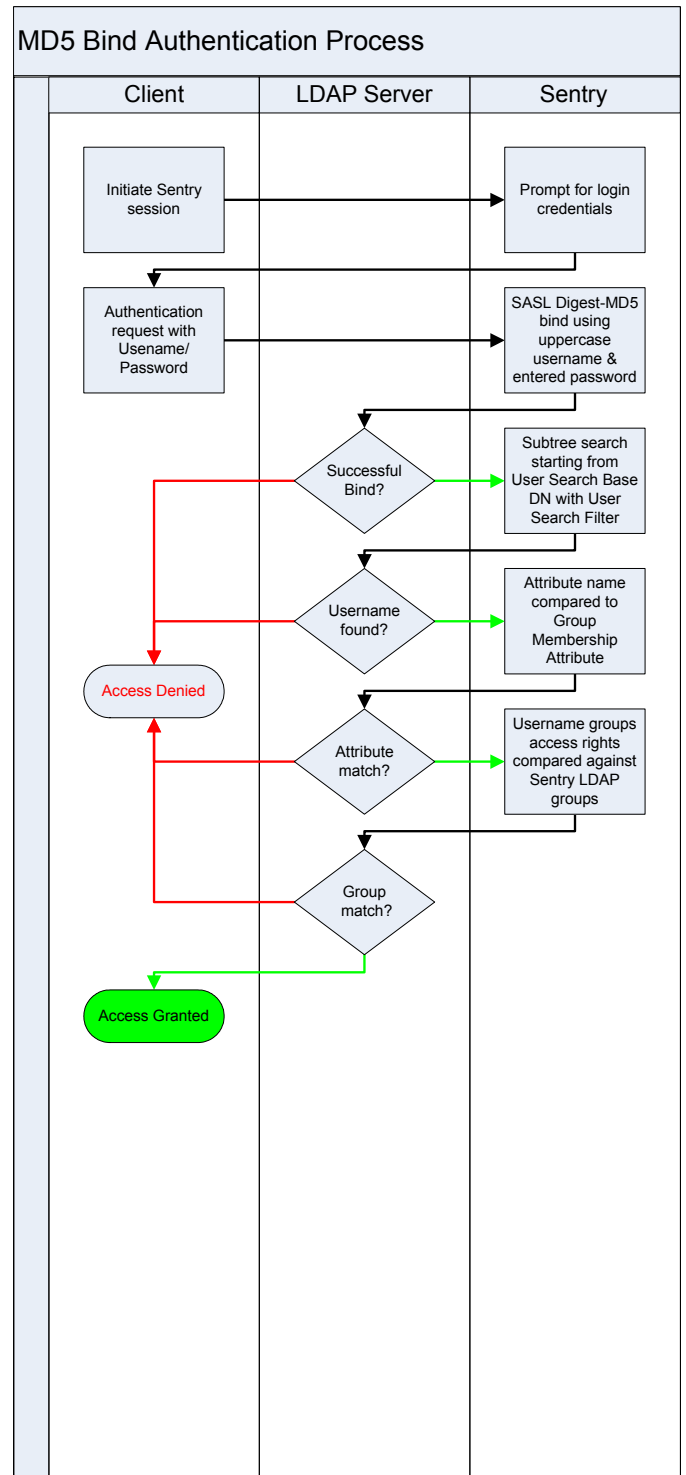 MD5 Bind Authentication Process
Client
LDAP Server
Sentry
Initiate Sentry
session
Prompt for login
credentials
Authentication
request with
Usename/
Password
SASL Digest-MD5
bind using
uppercase
username &
entered password
Successful
Bind?
Subtree search
starting from
User Search Base
DN with User
Search Filter
Username
found?
Attribute name
compared to
Group
Membership
Attribute
Access Denied
Attribute
match?
Username groups
access rights
compared against
Sentry LDAP
groups
Group
match?
Access Granted